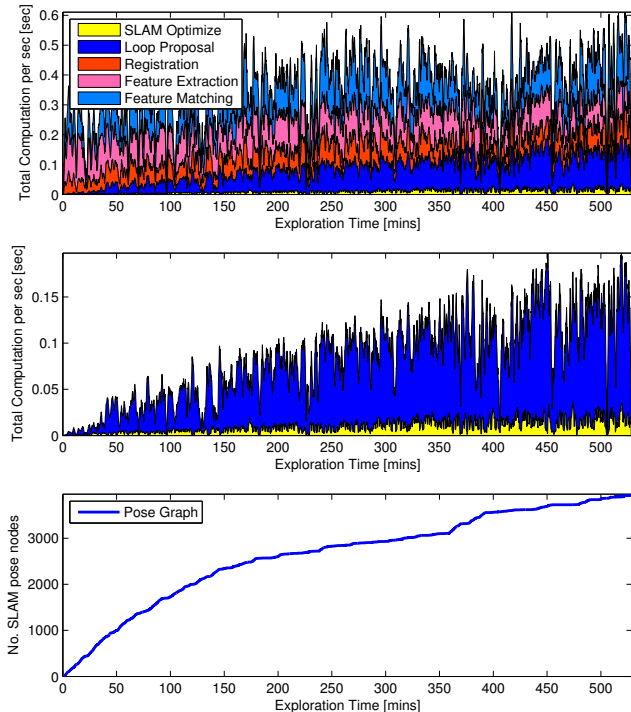 Total Computation per sec [sec]
0.6
0.5
0.4
0.3
0.2
0.1
0
SLAM Optimize
Loop Proposal
Registration
Feature Extraction
Feature Matching
0 50 100 150 200 250 300 350 400 450 500
Exploration Time [mins]
Total Computation per sec [sec]
0.15
0.1
0.05
0
0 50 100 150 200 250 300 350 400 450 500
Exploration Time [mins]
No. SLAM pose nodes
3000
2000
1000
0
Pose Graph
0 50 100 150 200 250 300 350 400 450 500
Exploration Time [mins]